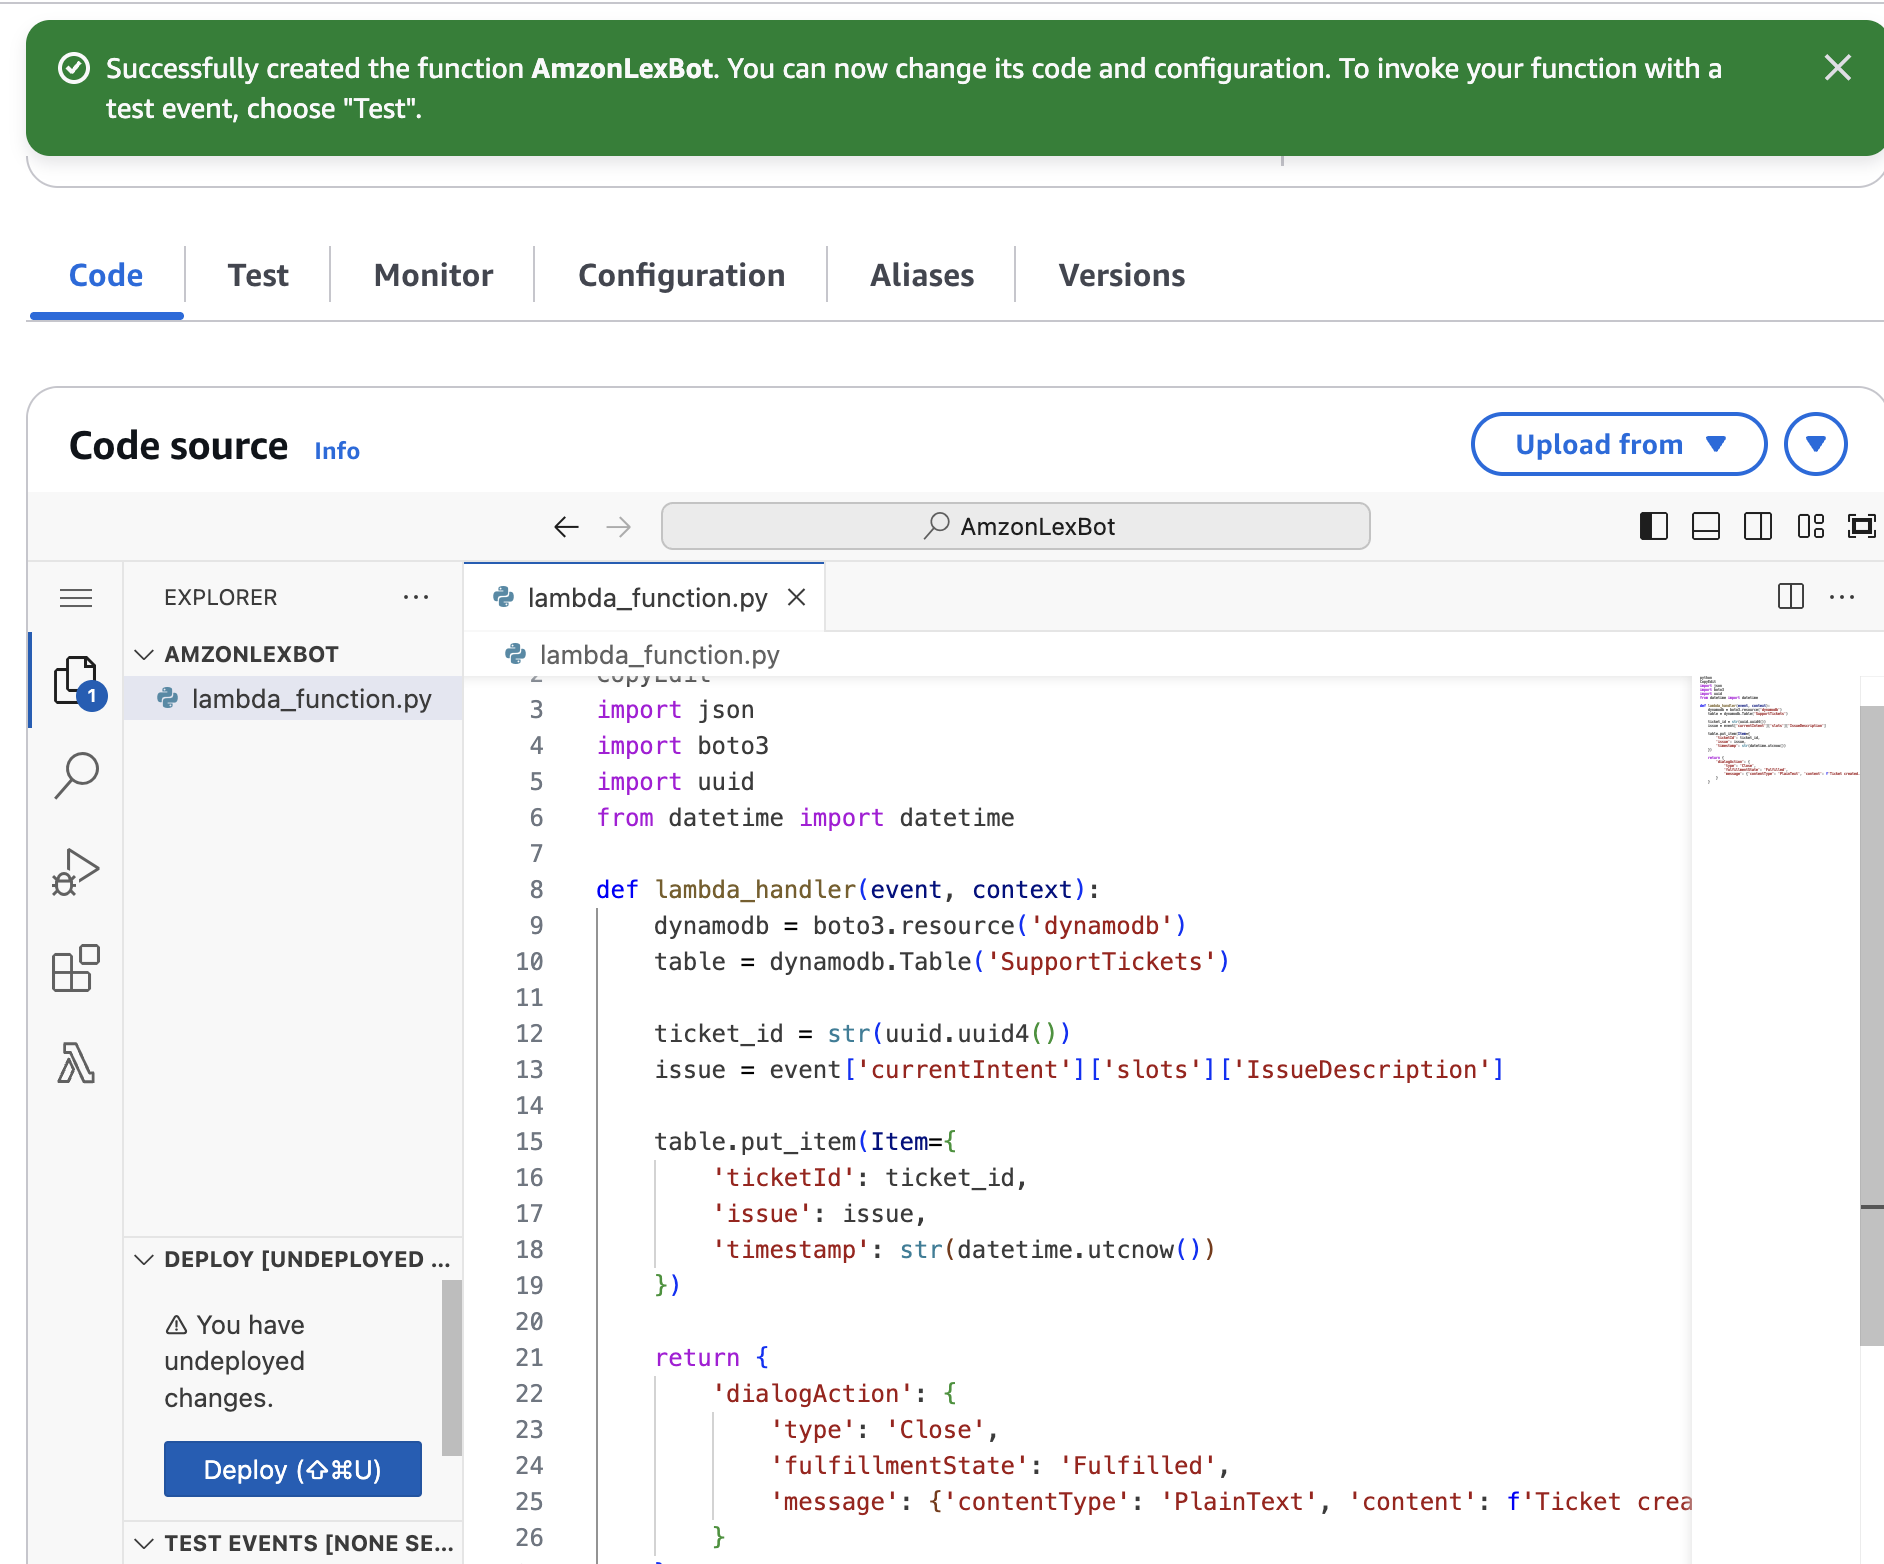 Successfully created the function AmzonLexBot. You can now change its code and configuration. To invoke your function with a
test event, choose "Test".
Code
Test
Monitor
Configuration
Aliases
Versions
Code source Info
Upload from
AmzonLexBot
EXPLORER
AMZONLEXBOT
lambda_function.py
1
DEPLOY [UNDEPLOYED ...
You have
undeployed
changes.
Deploy (⇧⌘U)
TEST EVENTS [NONE SE...
lambda_function.py
lambda_function.py
2 CopyEdit
3 import json
4 import boto3
5 import uuid
6 from datetime import datetime
7
8 def lambda_handler(event, context):
9 dynamodb = boto3.resource('dynamodb')
10 table = dynamodb.Table('SupportTickets')
11
12 ticket_id = str(uuid.uuid4())
13 issue = event['currentIntent']['slots']['IssueDescription']
14
15 table.put_item(Item={
16 'ticketId': ticket_id,
17 'issue': issue,
18 'timestamp': str(datetime.utcnow())
19 })
20
21 return {
22 'dialogAction': {
23 'type': 'Close',
24 'fulfillmentState': 'Fulfilled',
25 'message': {'contentType': 'PlainText', 'content': f'Ticket crea
26 }